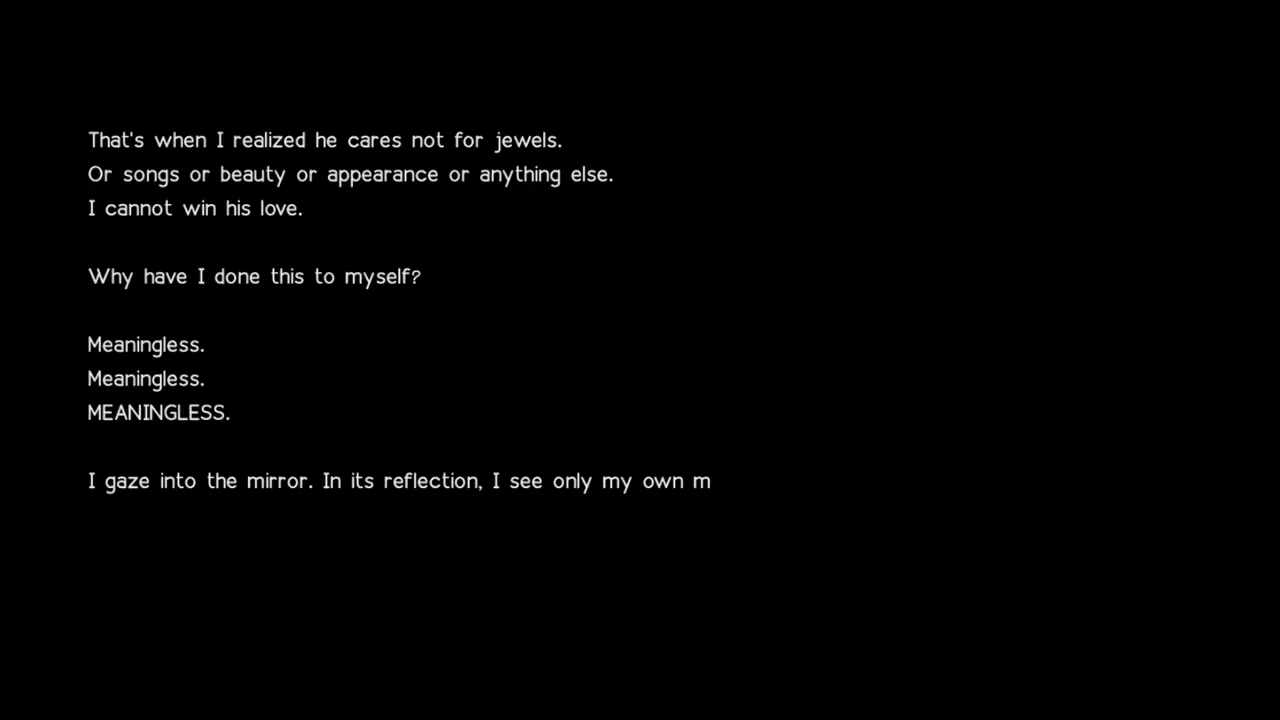 That's when I realized he cares not for jewels.
Or songs or beauty or appearance or anything else.
I cannot win his love.
Why have I done this to myself?
Meaningless.
Meaningless.
MEANINGLESS.
I gaze into the mirror. In its reflection, I see only my own m